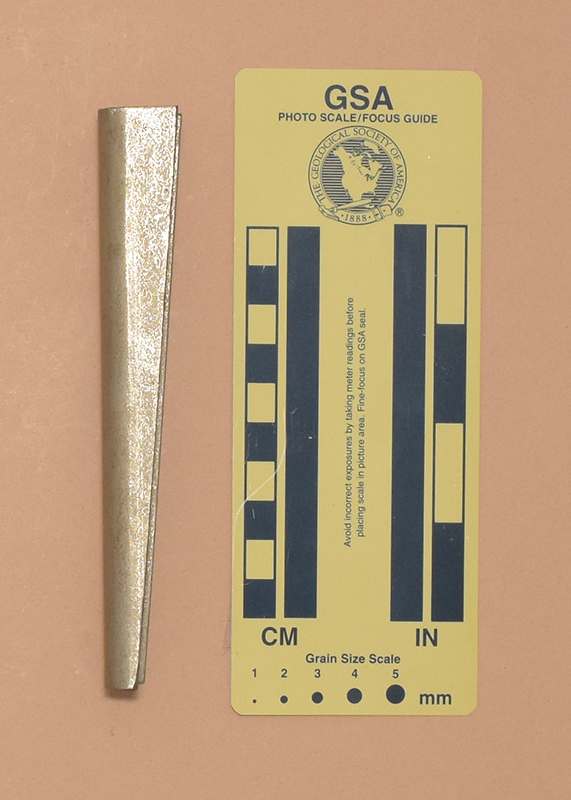 GSA
PHOTO SCALE/FOCUS GUIDE
THE GEOLOGICAL SOCIETY OF AMERICA
1888
®
Avoid incorrect exposures by taking meter readings before
placing scale in picture area. Fine-focus on GSA seal.
CM
IN
Grain Size Scale
1 2 3 4 5
mm